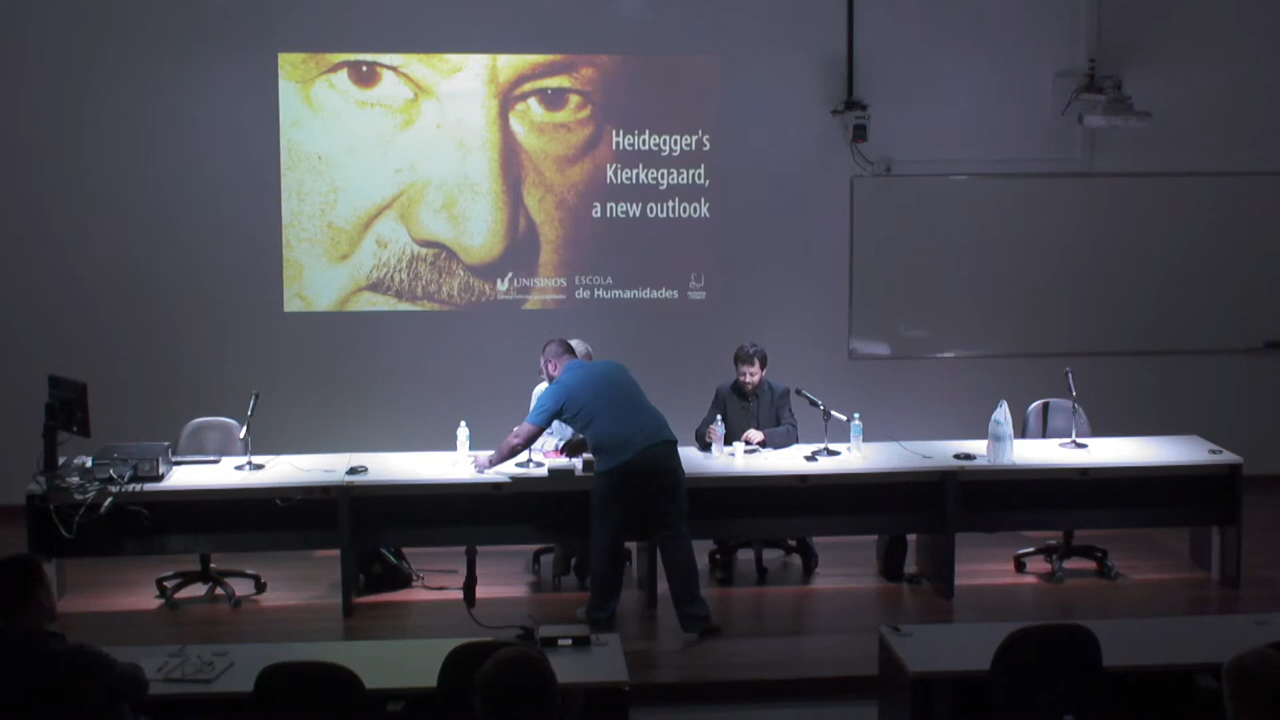 Heidegger's
Kierkegaard,
a new outlook
UNISINOS
ESCOLA
de Humanidades